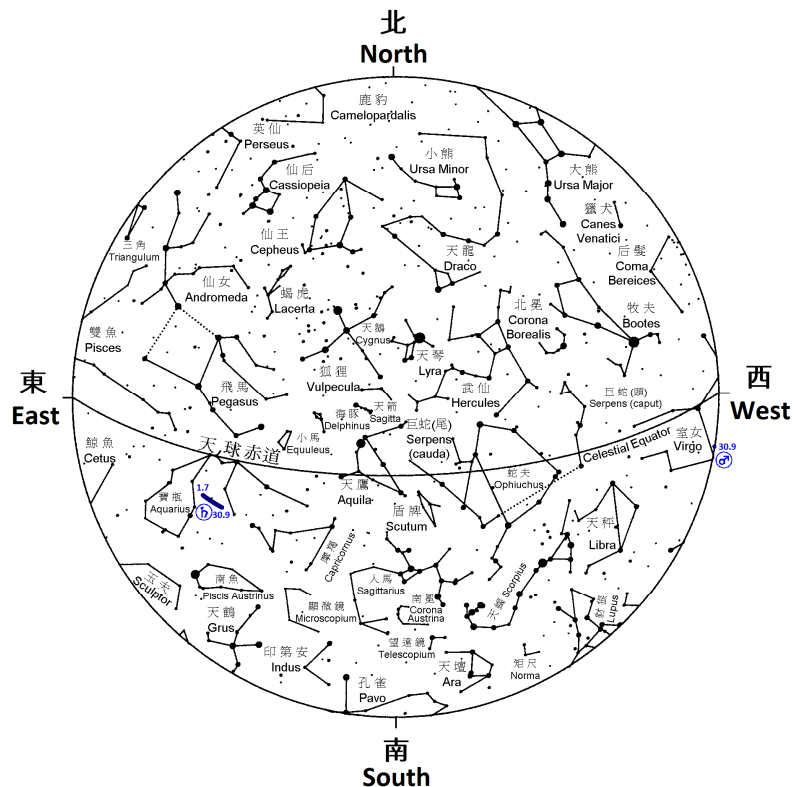 北
North
鹿豹
Camelopardalis
英仙
Perseus
小熊
Ursa Minor
仙后
Cassiopeia
大熊
Ursa Major
獵犬
Canes
Venatici
三角
Triangulum
仙王
Cepheus
天龍
Draco
后髮
Coma
Bereices
仙女
Andromeda
蝎虎
Lacerta
雙魚
Pisces
天鵝
Cygnus
北冕
Corona
Borealis
牧夫
Bootes
天琴
Lyra
狐狸
Vulpecula
飛馬
Pegasus
武仙
Hercules
巨蛇(頭)
Serpens (caput)
東
East
西
West
海豚
Delphinus
天箭
Sagitta
小馬
Equuleus
巨蛇(尾)
Serpens
(cauda)
鯨魚
Cetus
天球赤道
Celestial Equator
室女
Virgo
30.9
♂
蛇夫
Ophiuchus
天鷹
Aquila
寶瓶
Aquarius
1.7
♄
30.9
盾牌
Scutum
天秤
Libra
摩羯
Capricornus
玉夫
Sculptor
南魚
Piscis Austrinus
人馬
Sagittarius
天蝎
Scorpius
天鶴
Grus
顯微鏡
Microscopium
南冕
Corona
Austrina
豺狼
Lupus
印第安
Indus
望遠鏡
Telescopium
天壇
Ara
矩尺
Norma
孔雀
Pavo
南
South